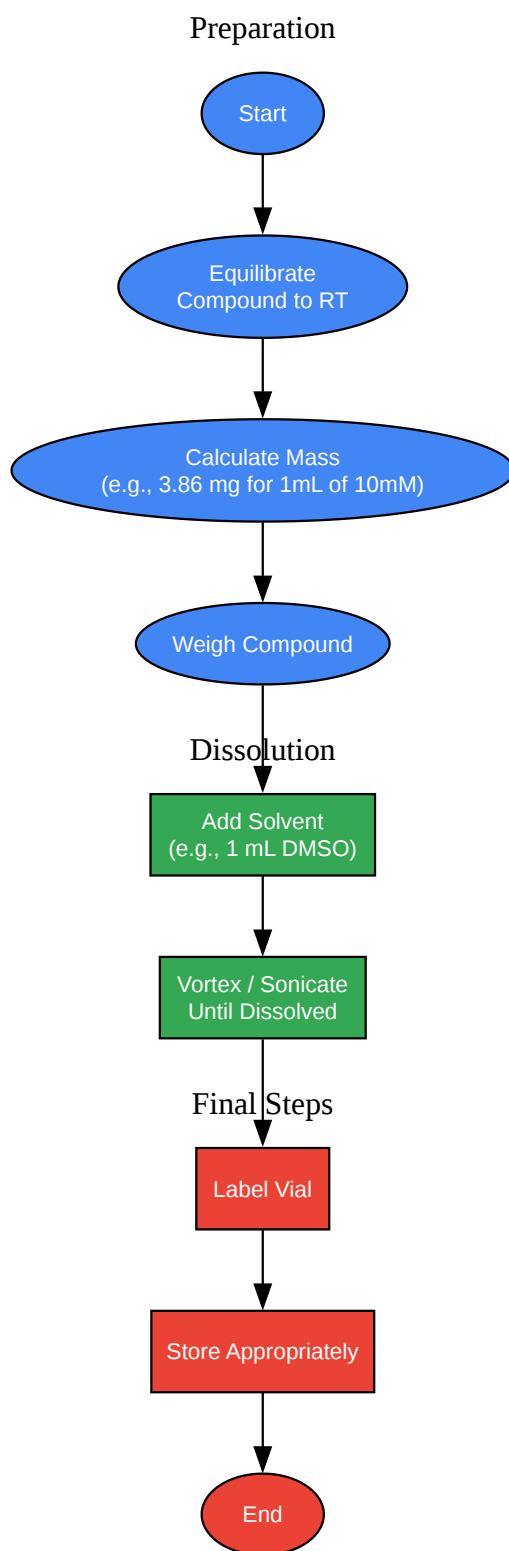 Preparation
Start
Equilibrate
Compound to RT
Calculate Mass
(e.g., 3.86 mg for 1mL of 10mM)
Weigh Compound
Dissolution
Add Solvent
(e.g., 1 mL DMSO)
Vortex / Sonicate
Until Dissolved
Final Steps
Label Vial
Store Appropriately
End